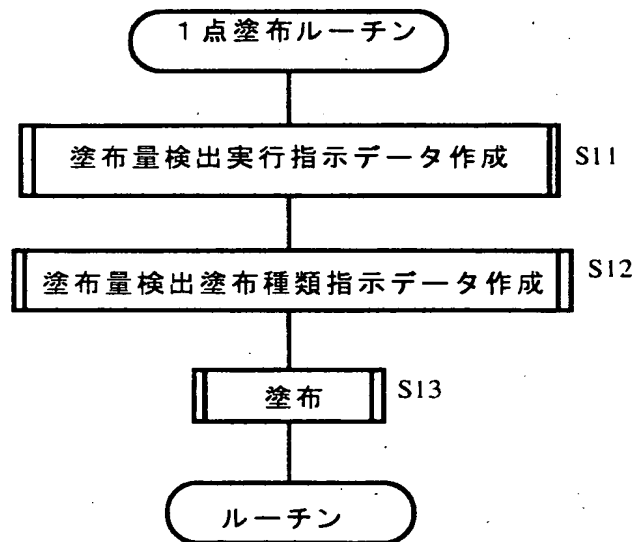 1点塗布ルーチン
塗布量検出実行指示データ作成 S11
塗布量検出塗布種類指示データ作成 S12
塗布 S13
ルーチン